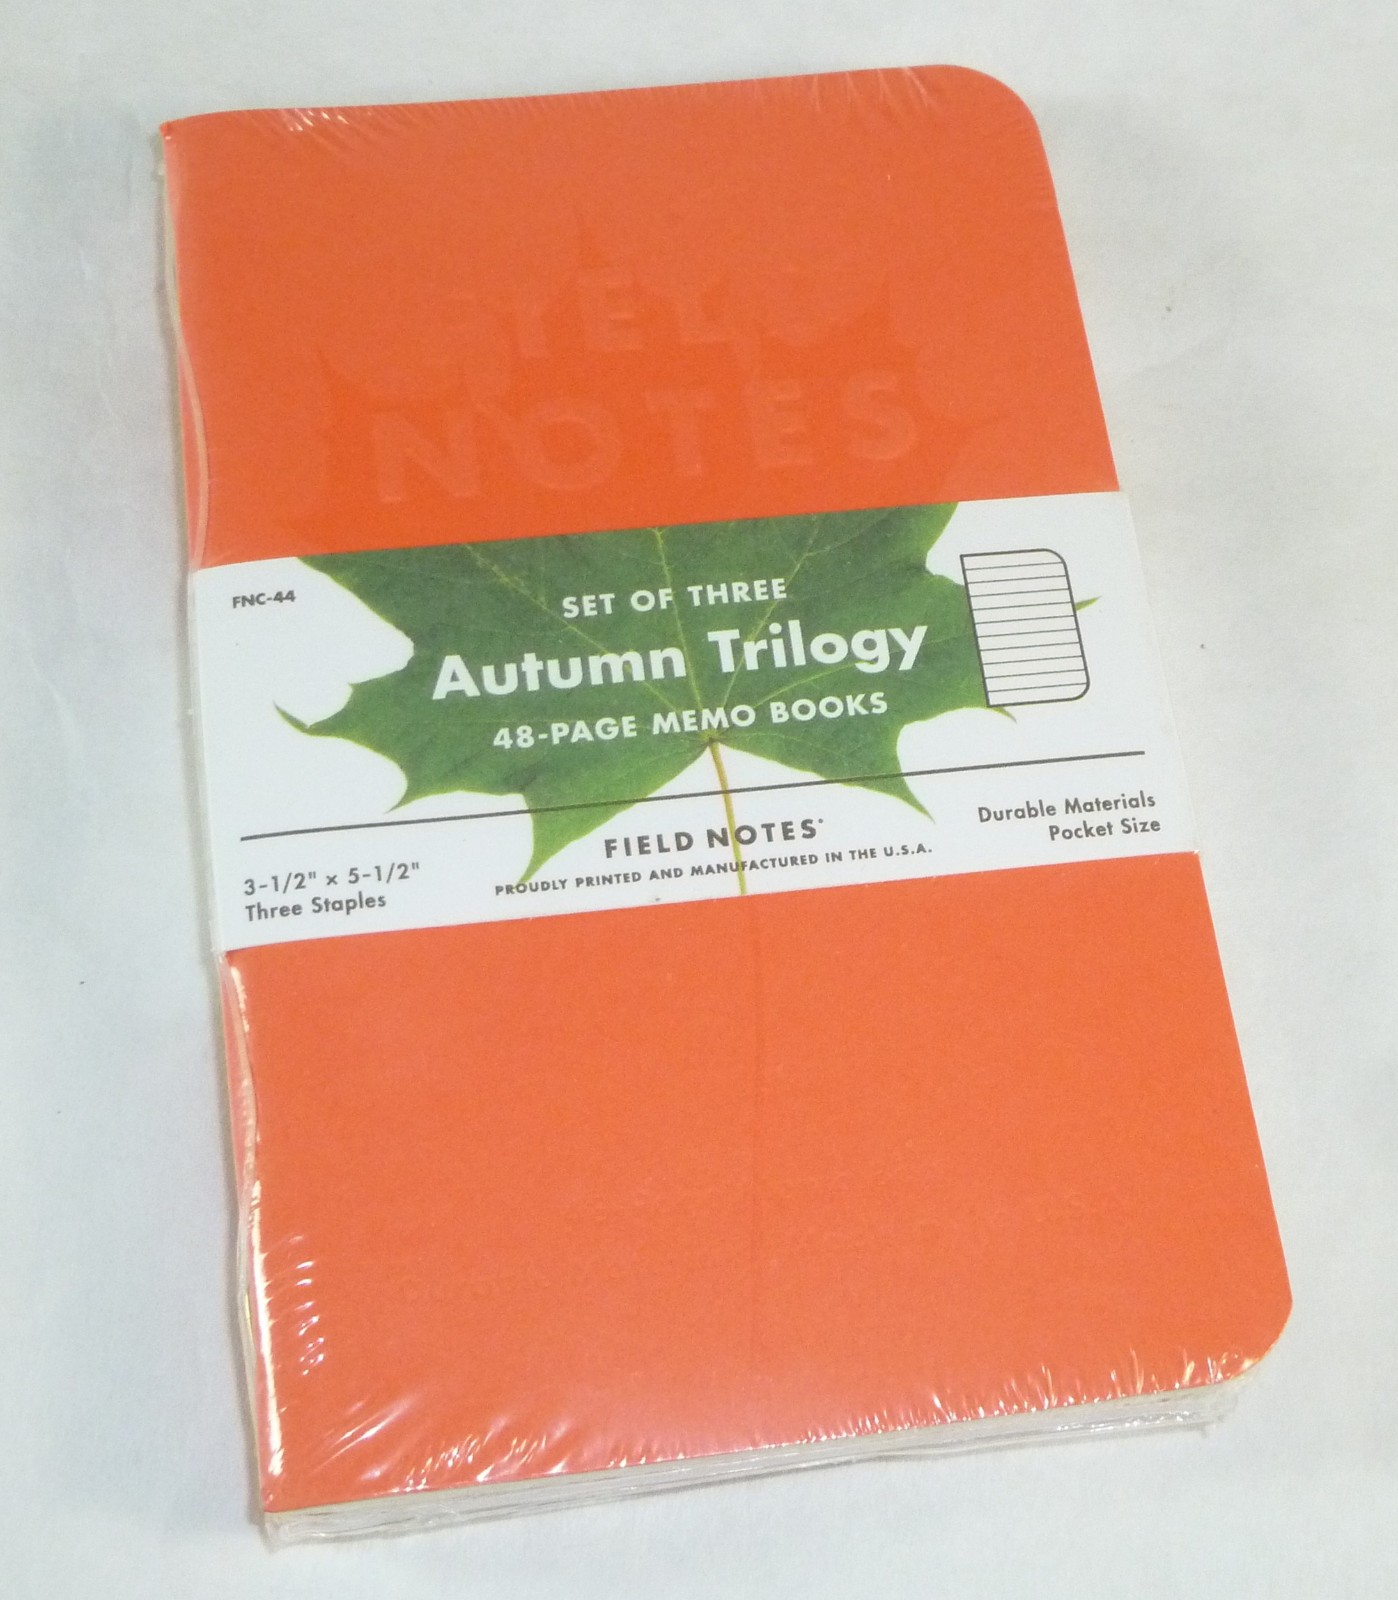 NOTES
FNC-44
SET OF THREE
Autumn Trilogy
48-PAGE MEMO BOOKS
FIELD NOTES
PROUDLY PRINTED AND MANUFACTURED IN THE U.S.A.
3-1/2" × 5-1/2"
Three Staples
Durable Materials
Pocket Size